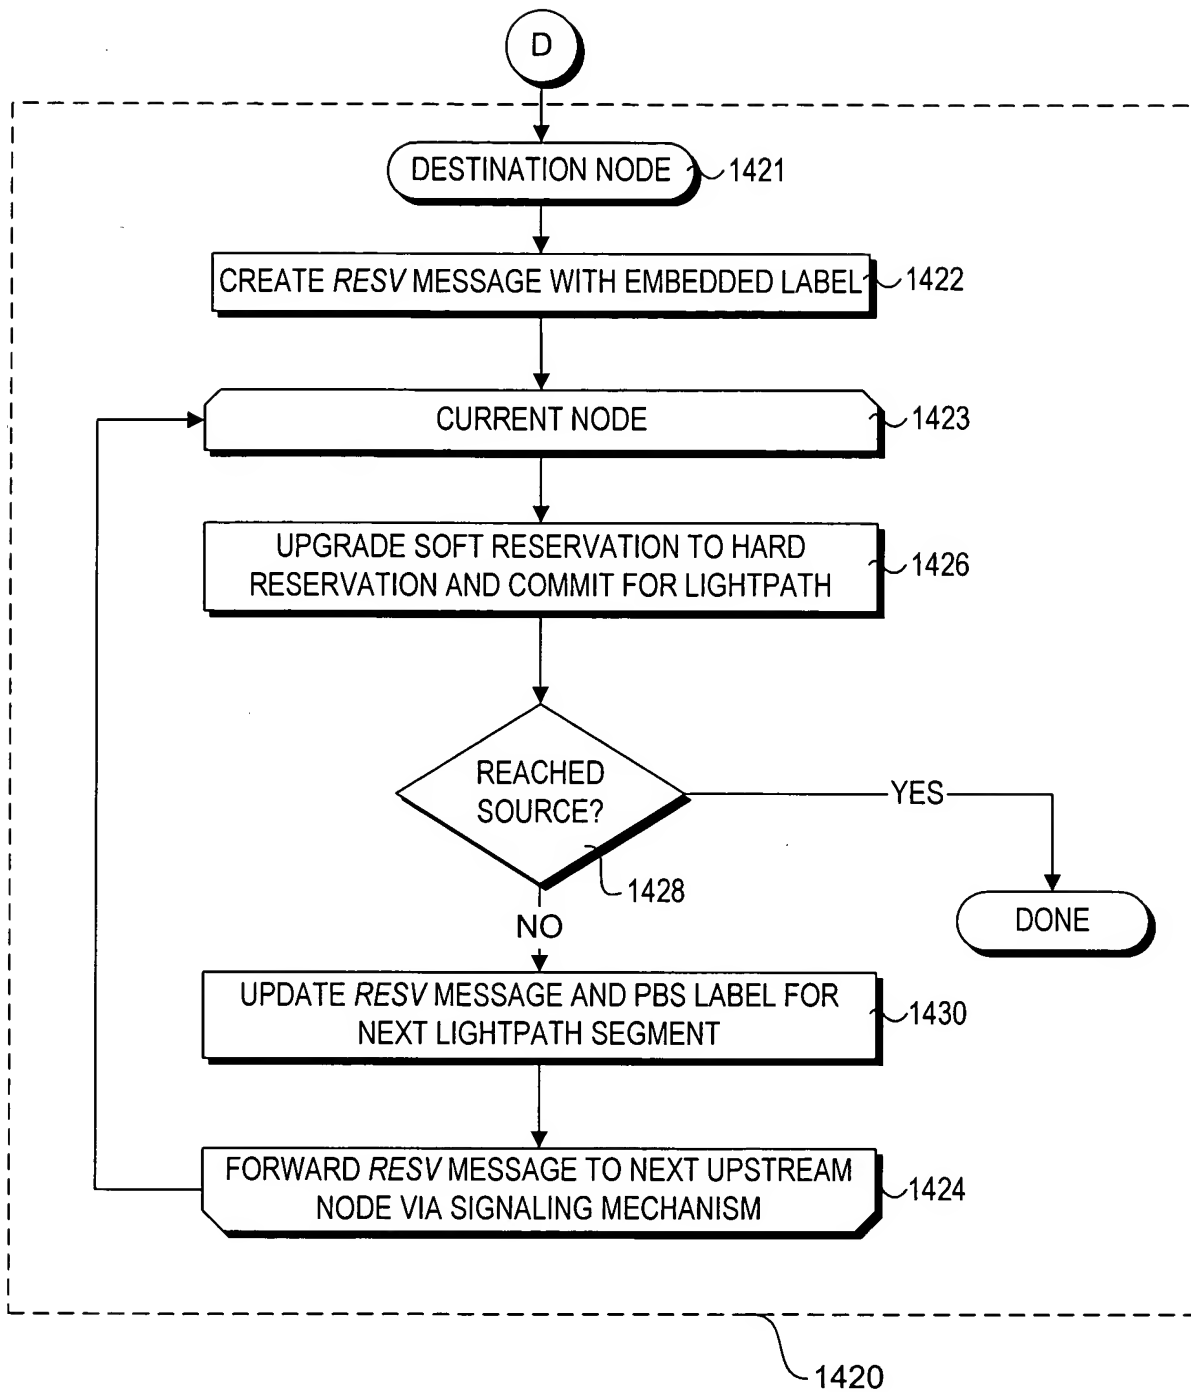 D
DESTINATION NODE
1421
CREATE RESV MESSAGE WITH EMBEDDED LABEL
1422
CURRENT NODE
1423
UPGRADE SOFT RESERVATION TO HARD
RESERVATION AND COMMIT FOR LIGHTPATH
1426
REACHED
SOURCE?
1428
YES
DONE
NO
UPDATE RESV MESSAGE AND PBS LABEL FOR
NEXT LIGHTPATH SEGMENT
1430
FORWARD RESV MESSAGE TO NEXT UPSTREAM
NODE VIA SIGNALING MECHANISM
1424
1420